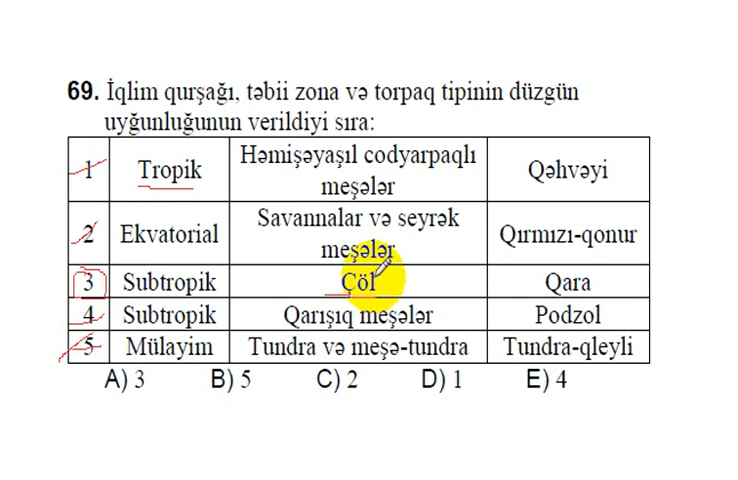 69. İqlim qurşağı, təbii zona və torpaq tipinin düzgün
uyğunluğunun verildiyi sıra:
1 Tropik Həmişəyaşıl codyarpaqlı meşələr Qəhvəyi
2 Ekvatorial Savannalar və seyrək meşələr Qırmızı-qonur
3 Subtropik Çöl Qara
4 Subtropik Qarışıq meşələr Podzol
5 Mülayim Tundra və meşə-tundra Tundra-qleyli
A) 3 B) 5 C) 2 D) 1 E) 4